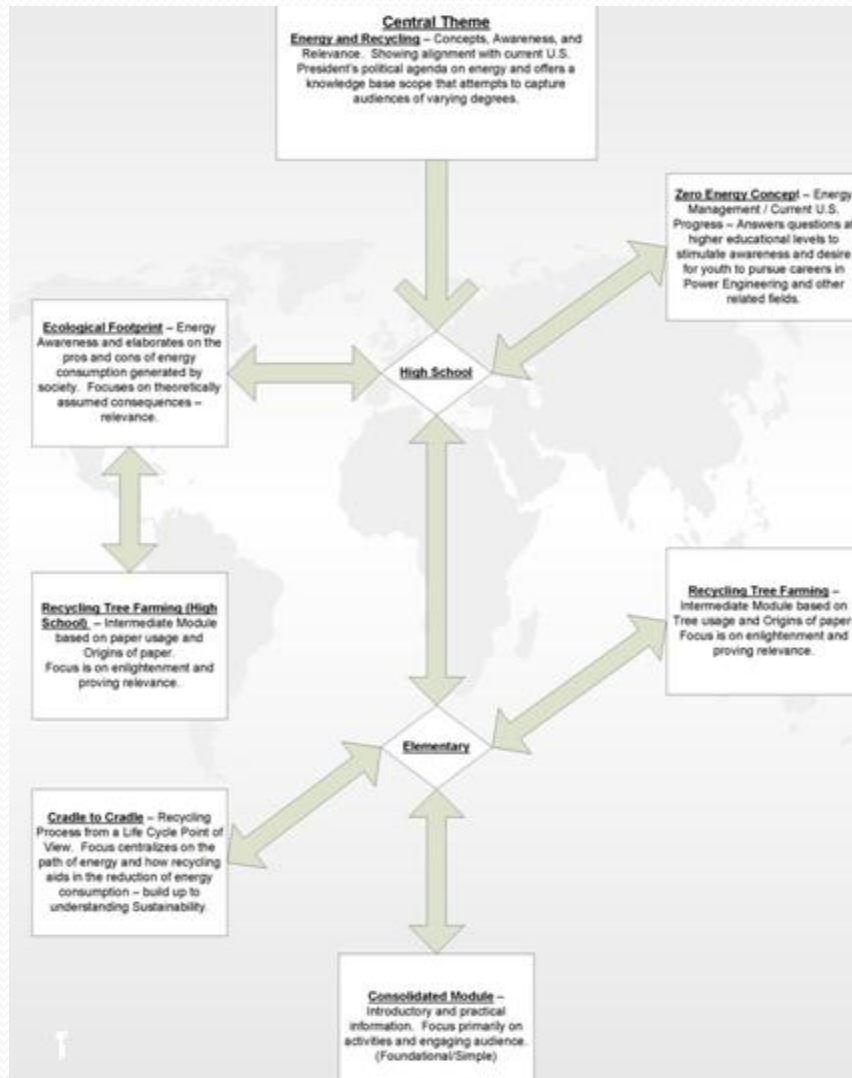 Central Theme
Energy and Recycling – Concepts, Awareness, and
Relevance. Showing alignment with current U.S.
President's political agenda on energy and offers a
knowledge base scope that attempts to capture
audiences of varying degrees.
Zero Energy Concept – Energy
Management / Current U.S.
Progress – Answers questions at
higher educational levels to
stimulate awareness and desire
for youth to pursue careers in
Power Engineering and other
related fields.
Ecological Footprint – Energy
Awareness and elaborates on the
pros and cons of energy
consumption generated by
society. Focuses on theoretically
assumed consequences –
relevance.
High School
Recycling Tree Farming (High
School) – Intermediate Module
based on paper usage and
Origins of paper.
Focus is on enlightenment and
proving relevance.
Recycling Tree Farming –
Intermediate Module based on
Tree usage and Origins of paper
Focus is on enlightenment and
proving relevance.
Elementary
Cradle to Cradle – Recycling
Process from a Life Cycle Point of
View. Focus centralizes on the
path of energy and how recycling
aids in the reduction of energy
consumption – build up to
understanding Sustainability.
Consolidated Module –
Introductory and practical
information. Focus primarily on
activities and engaging audience.
(Foundational/Simple)